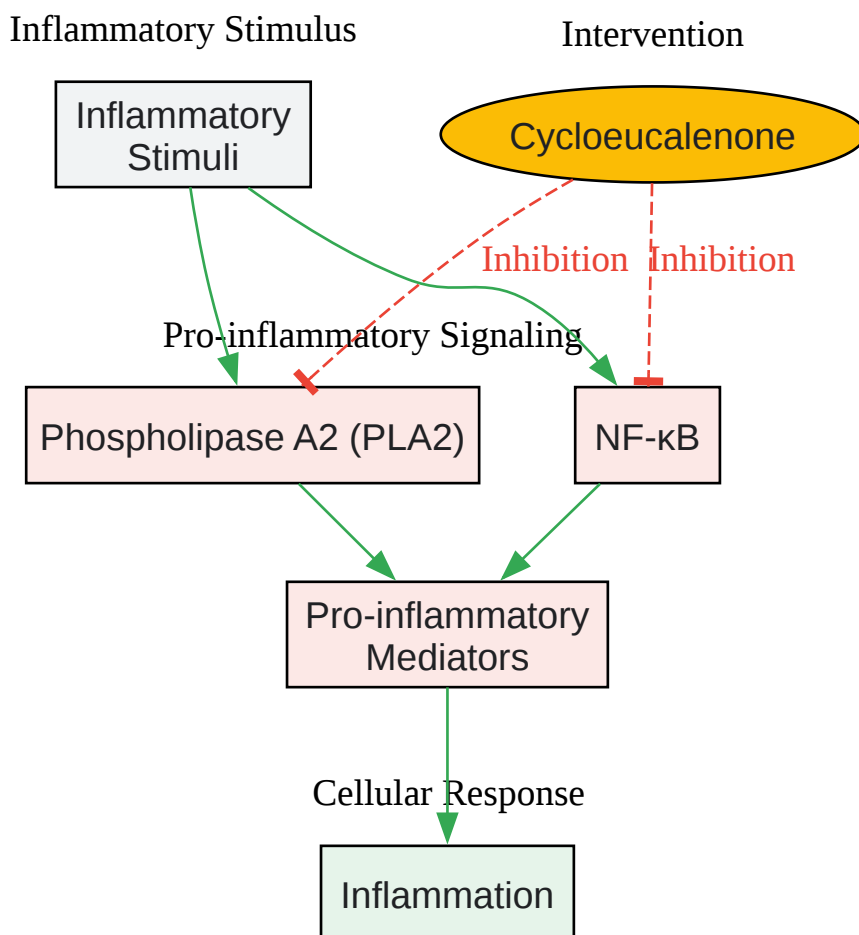 Inflammatory Stimulus
Intervention
Inflammatory
Stimuli
Cycloeucalenone
Inhibition
Inhibition
Pro-inflammatory Signaling
Phospholipase A2 (PLA2)
NF-κB
Pro-inflammatory
Mediators
Cellular Response
Inflammation